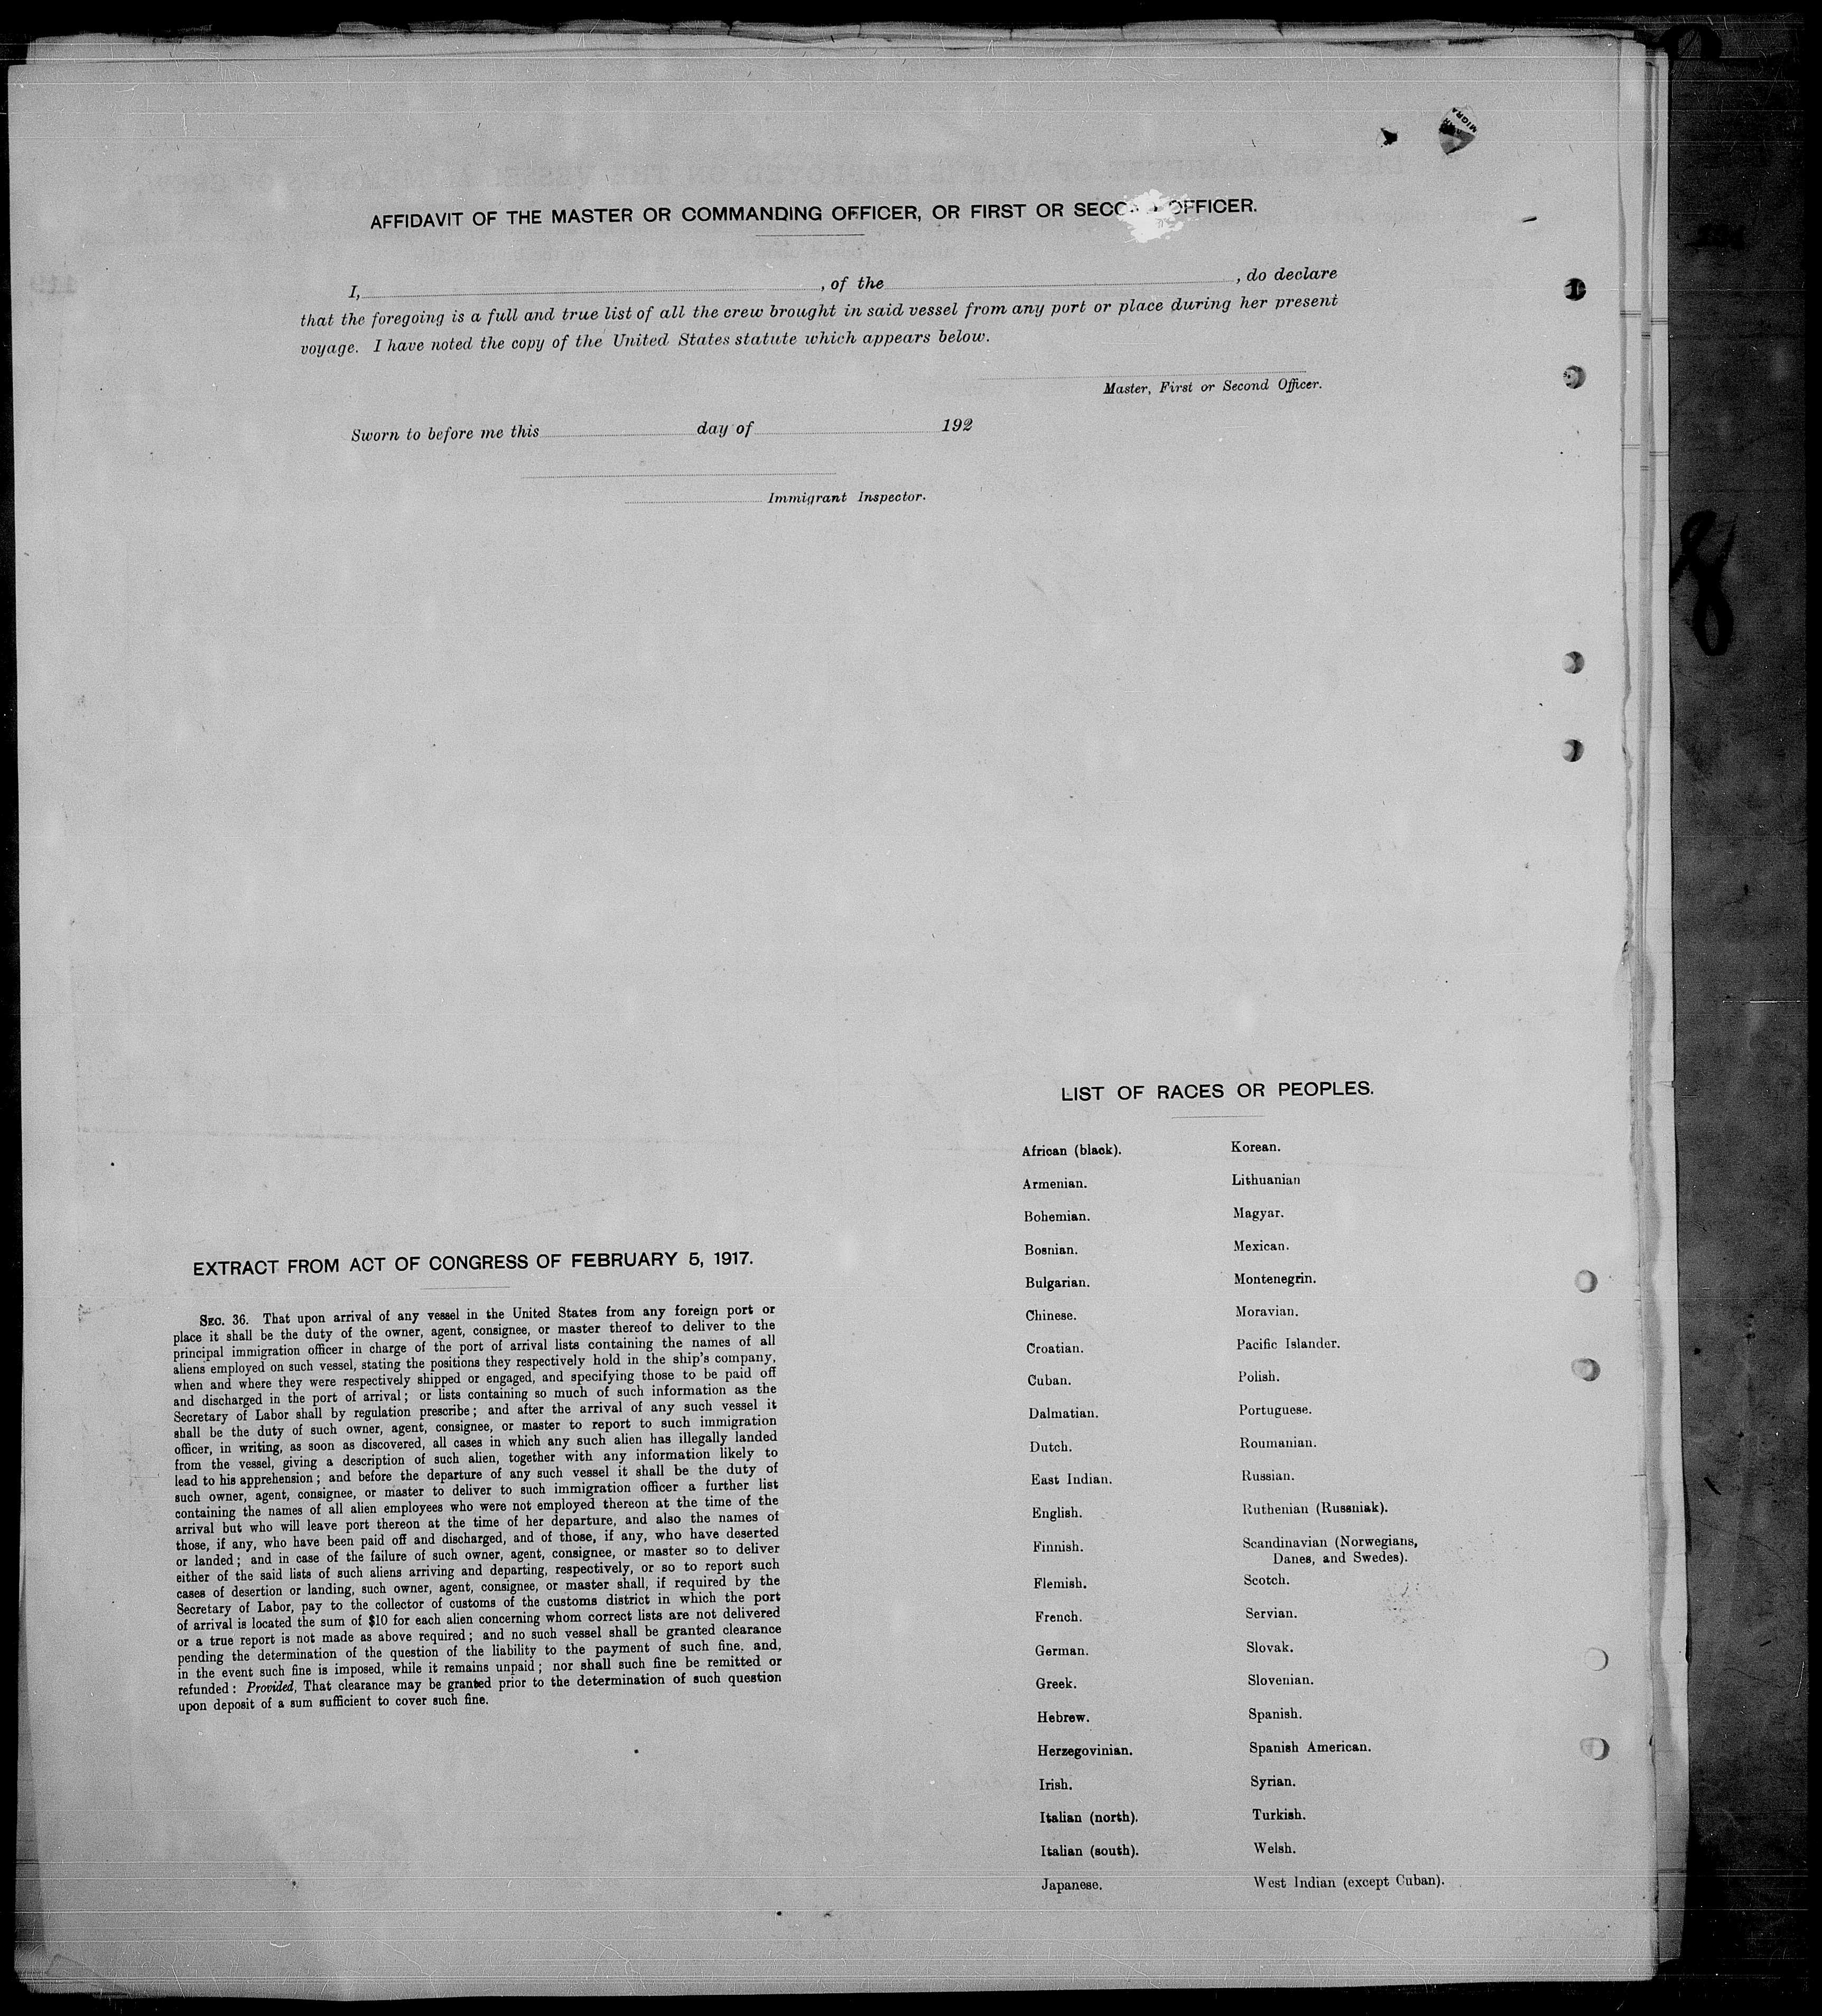 MIGRA
AFFIDAVIT OF THE MASTER OR COMMANDING OFFICER, OR FIRST OR OFFICER.
I, , of the , do declare
that the foregoing is a full and true list of all the crew brought in said vessel from any port or place during her present
voyage. I have noted the copy of the United States statute which appears below.
Master, First or Second Officer.
Sworn to before me this day of 192
Immigrant Inspector.
8
EXTRACT FROM ACT OF CONGRESS OF FEBRUARY 5, 1917.
SEC. 36. That upon arrival of any vessel in the United States from any foreign port or
place it shall be the duty of the owner, agent, consignee, or master thereof to deliver to the
principal immigration officer in charge of the port of arrival lists containing the names of all
aliens employed on such vessel, stating the positions they respectively hold in the ship's company,
when and where they were respectively shipped or engaged, and specifying those to be paid off
and discharged in the port of arrival; or lists containing so much of such information as the
Secretary of Labor shall by regulation prescribe; and after the arrival of any such vessel it
shall be the duty of such owner, agent, consignee, or master to report to such immigration
officer, in writing, as soon as discovered, all cases in which any such alien has illegally landed
from the vessel, giving a description of such alien, together with any information likely to
lead to his apprehension; and before the departure of any such vessel it shall be the duty of
such owner, agent, consignee, or master to deliver to such immigration officer a further list
containing the names of all alien employees who were not employed thereon at the time of the
arrival but who will leave port thereon at the time of her departure, and also the names of
those, if any, who have been paid off and discharged, and of those, if any, who have deserted
or landed; and in case of the failure of such owner, agent, consignee, or master so to deliver
either of the said lists of such aliens arriving and departing, respectively, or so to report such
cases of desertion or landing, such owner, agent, consignee, or master shall, if required by the
Secretary of Labor, pay to the collector of customs of the customs district in which the port
of arrival is located the sum of $10 for each alien concerning whom correct lists are not delivered
or a true report is not made as above required; and no such vessel shall be granted clearance
pending the determination of the question of the liability to the payment of such fine, and,
in the event such fine is imposed, while it remains unpaid; nor shall such fine be remitted or
refunded: Provided, That clearance may be granted prior to the determination of such question
upon deposit of a sum sufficient to cover such fine.
LIST OF RACES OR PEOPLES.
African (black).
Armenian.
Bohemian.
Bosnian.
Bulgarian.
Chinese.
Croatian.
Cuban.
Dalmatian.
Dutch.
East Indian.
English.
Finnish.
Flemish.
French.
German.
Greek.
Hebrew.
Herzegovinian.
Irish.
Italian (north).
Italian (south).
Japanese.
Korean.
Lithuanian
Magyar.
Mexican.
Montenegrin.
Moravian.
Pacific Islander.
Polish.
Portuguese.
Roumanian.
Russian.
Ruthenian (Russniak).
Scandinavian (Norwegians,
Danes, and Swedes).
Scotch.
Servian.
Slovak.
Slovenian.
Spanish.
Spanish American.
Syrian.
Turkish.
Welsh.
West Indian (except Cuban).